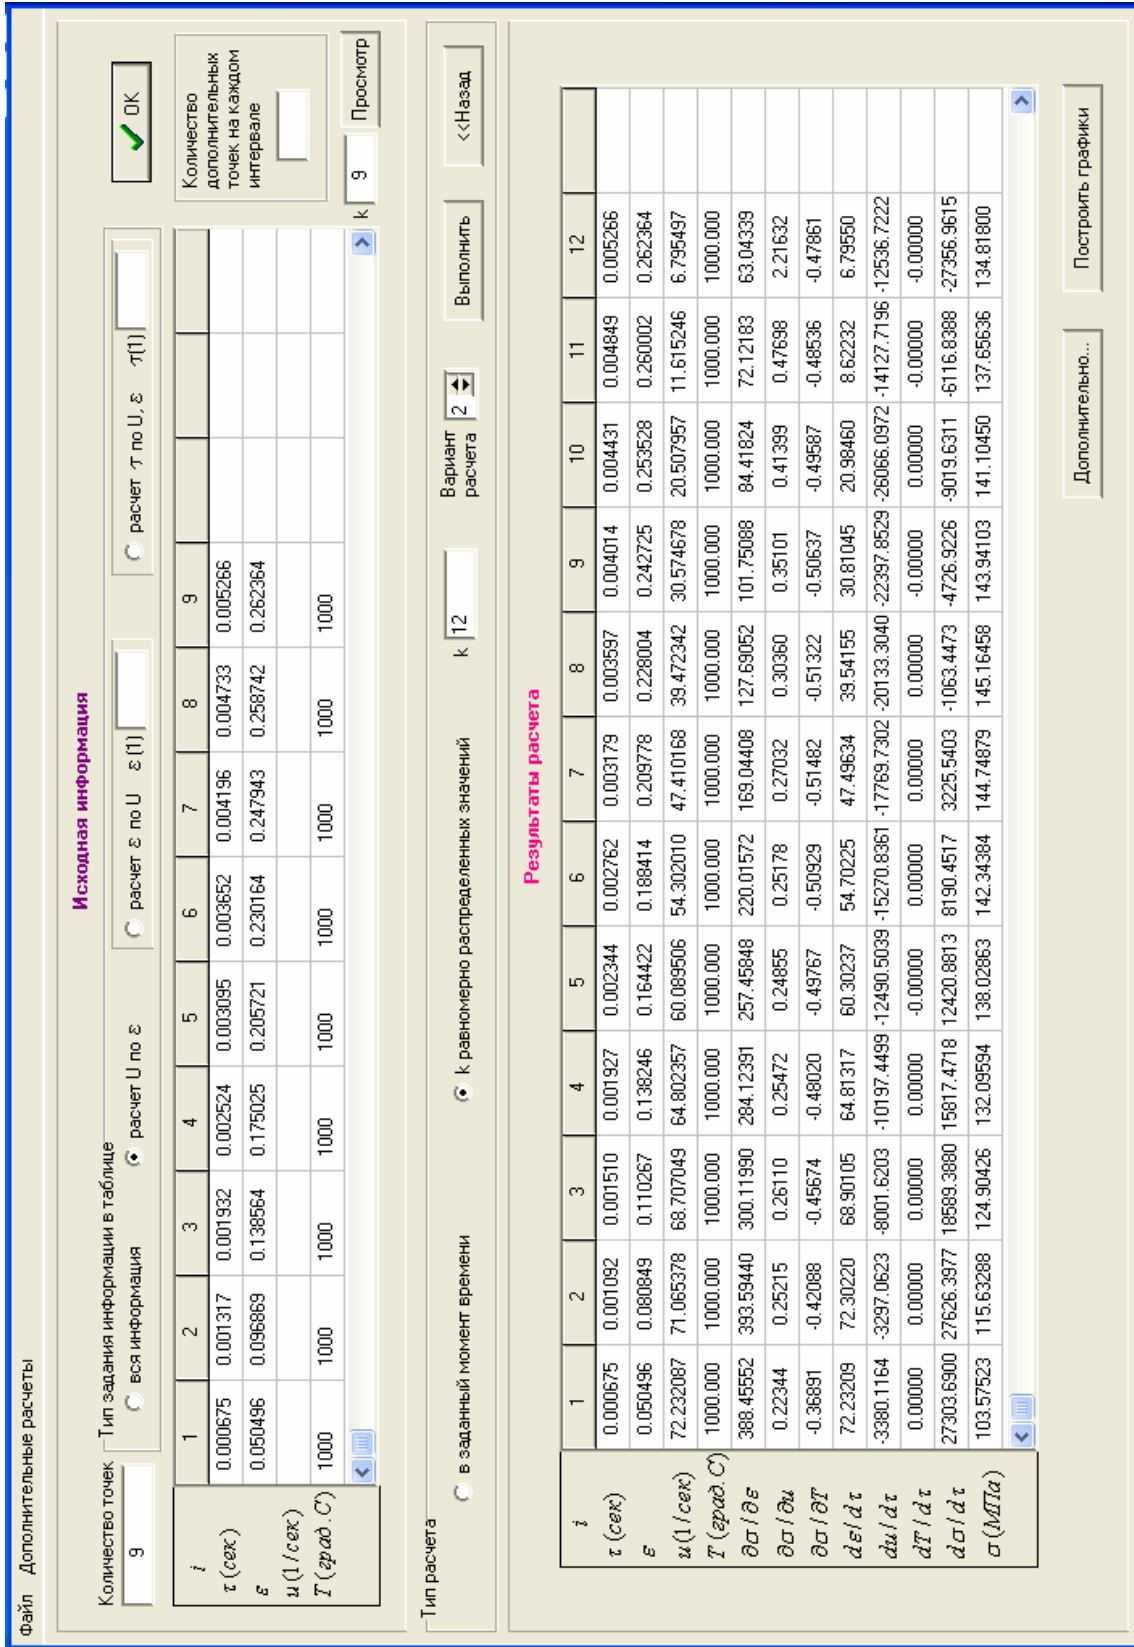 Файл Дополнительные расчеты
Исходная информация
Количество точек
9
Тип задания информации в таблице
вся информация
расчет U по ε
расчет ε по U ε (1)
расчет τ по U, ε τ(1)
OK
i 1 2 3 4 5 6 7 8 9
τ (сек) 0.000675 0.001317 0.001932 0.002524 0.003095 0.003652 0.004196 0.004733 0.005266
ε 0.050496 0.096869 0.138564 0.175025 0.205721 0.230164 0.247943 0.258742 0.262364
u (1 / сек)
T (град. C) 1000 1000 1000 1000 1000 1000 1000 1000 1000
Количество
дополнительных
точек на каждом
интервале
k 9 Просмотр
Тип расчета
в заданный момент времени
k равномерно распределенных значений
k 12
Вариант
расчета
2
Выполнить
<<Назад
Результаты расчета
i 1 2 3 4 5 6 7 8 9 10 11 12
τ (сек) 0.000675 0.001092 0.001510 0.001927 0.002344 0.002762 0.003179 0.003597 0.004014 0.004431 0.004849 0.005266
ε 0.050496 0.080849 0.110267 0.138246 0.164422 0.188414 0.209778 0.228004 0.242725 0.253528 0.260002 0.262364
u (1 / сек) 72.232087 71.065378 68.707049 64.802357 60.089506 54.302010 47.410168 39.472342 30.574678 20.507957 11.615246 6.795497
T (град. C) 1000.000 1000.000 1000.000 1000.000 1000.000 1000.000 1000.000 1000.000 1000.000 1000.000 1000.000 1000.000
∂σ / ∂ε 388.45552 393.59440 300.11990 284.12391 257.45848 220.01572 169.04408 127.69052 101.75088 84.41824 72.12183 63.04339
∂σ / ∂u 0.22344 0.25215 0.26110 0.25472 0.24855 0.25178 0.27032 0.30360 0.35101 0.41399 0.47698 2.21632
∂σ / ∂T -0.36891 -0.42088 -0.45674 -0.48020 -0.49767 -0.50929 -0.51482 -0.51322 -0.50637 -0.49587 -0.48536 -0.47861
d ε / d τ 72.23209 72.30220 68.90105 64.81317 60.30237 54.70225 47.49634 39.54155 30.81045 20.98460 8.62232 6.79550
du / d τ -3380.1164 -3297.0623 -8001.6203 -10197.4499 -12490.5039 -15270.8361 -17769.7302 -20133.3040 -22397.8529 -26066.0972 -14127.7196 -12536.7222
dT / d τ 0.00000 0.00000 0.00000 0.00000 -0.00000 0.00000 -0.00000 0.00000 -0.00000 0.00000 -0.00000 -0.00000
d σ / d τ 27303.6900 27626.3977 18589.3880 15817.4718 12420.8813 8190.4517 3225.5403 -1063.4473 -4726.9226 -9019.6311 -6116.8388 -27356.9615
σ (МПа) 103.57523 115.63288 124.90426 132.09594 138.02863 142.34384 144.74879 145.16458 143.94103 141.10450 137.65636 134.81800
Дополнительно...
Построить графики